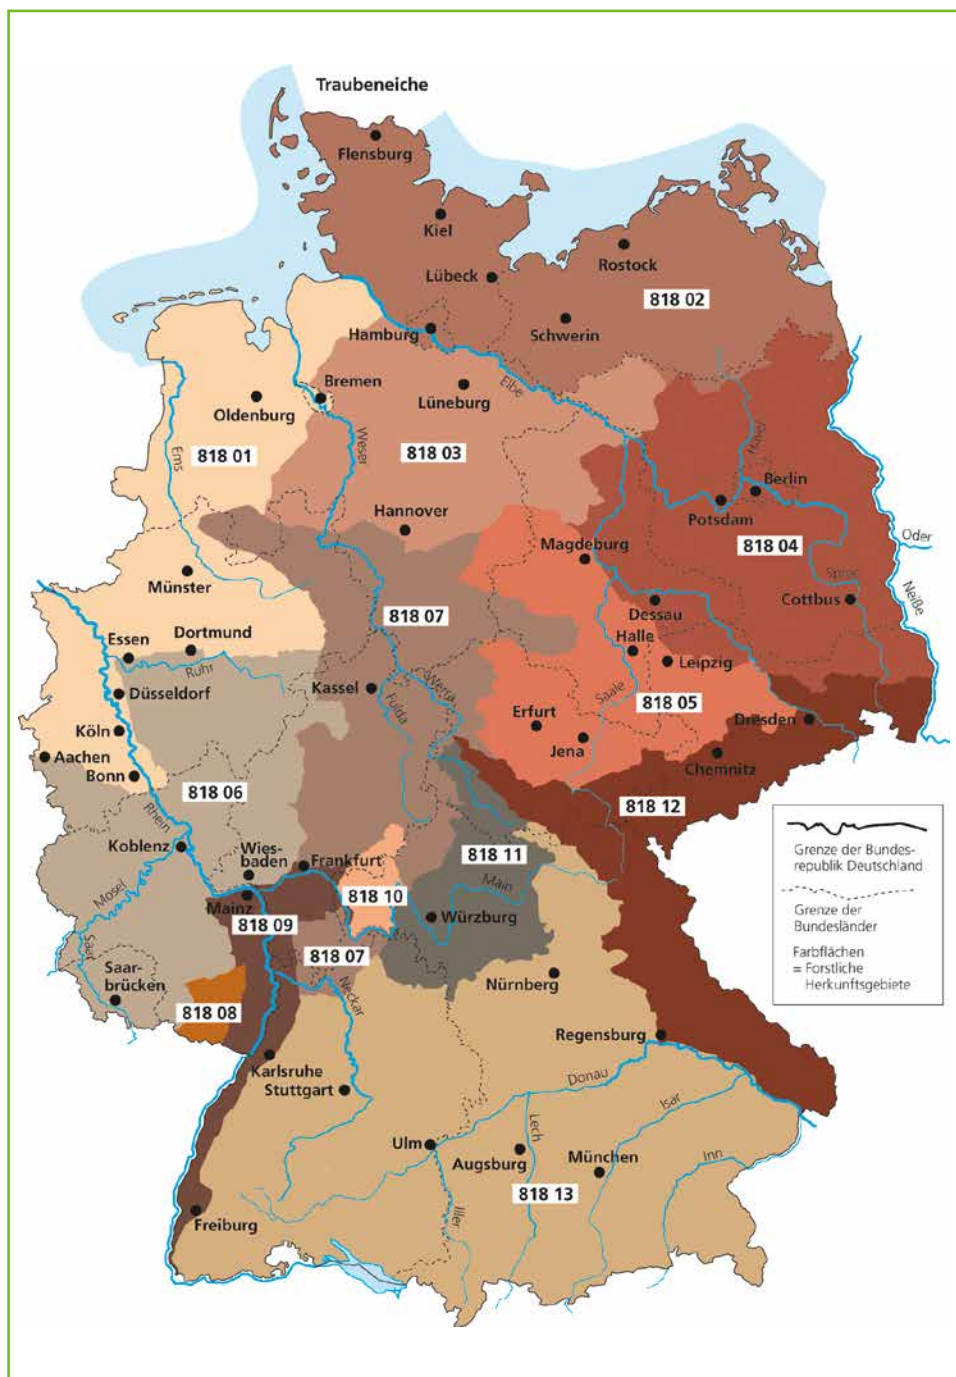 Traubeneiche
Flensburg
Kiel
Rostock
Lübeck
818 02
Schwerin
Hamburg
Elbe
Bremen
Lüneburg
Oldenburg
Weser
Havel
818 01
818 03
Ems
Berlin
Potsdam
Hannover
Oder
Magdeburg
818 04
Spree
Münster
Neiße
Cottbus
Dessau
818 07
Halle
Essen
Dortmund
Ruhr
Leipzig
Düsseldorf
Kassel
Werra
Fulda
Saale
818 05
Erfurt
Dresden
Köln
Jena
Aachen
Chemnitz
Bonn
818 06
818 12
Rhein
Koblenz
Wies-
baden
Frankfurt
818 11
Mosel
Main
818 10
Mainz
Würzburg
818 09
Saar
818 07
Saar-
brücken
Neckar
Nürnberg
818 08
Regensburg
Karlsruhe
Stuttgart
Donau
Isar
Lech
Ulm
Augsburg
München
Inn
818 13
Iller
Freiburg
Grenze der Bundes-
republik Deutschland
Grenze der
Bundesländer
Farbflächen
= Forstliche
Herkunftsgebiete